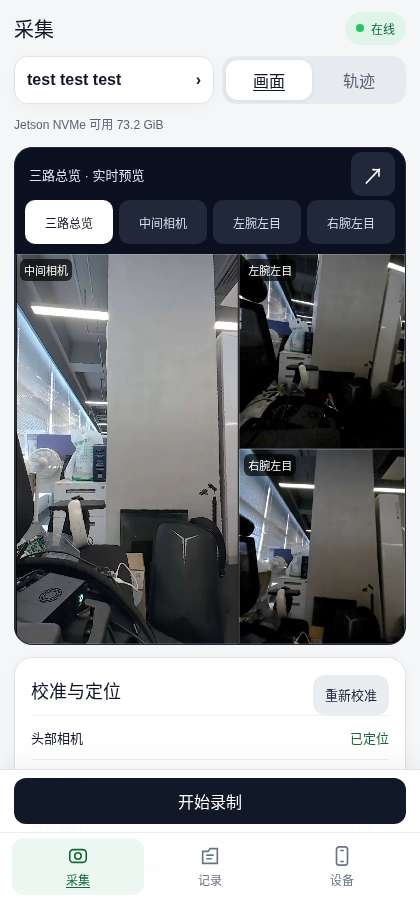 采集
在线
test test test ›
画面
轨迹
Jetson NVMe 可用 73.2 GiB
三路总览 · 实时预览
三路总览
中间相机
左腕左目
右腕左目
中间相机
左腕左目
右腕左目
校准与定位
重新校准
头部相机
已定位
开始录制
采集
记录
设备